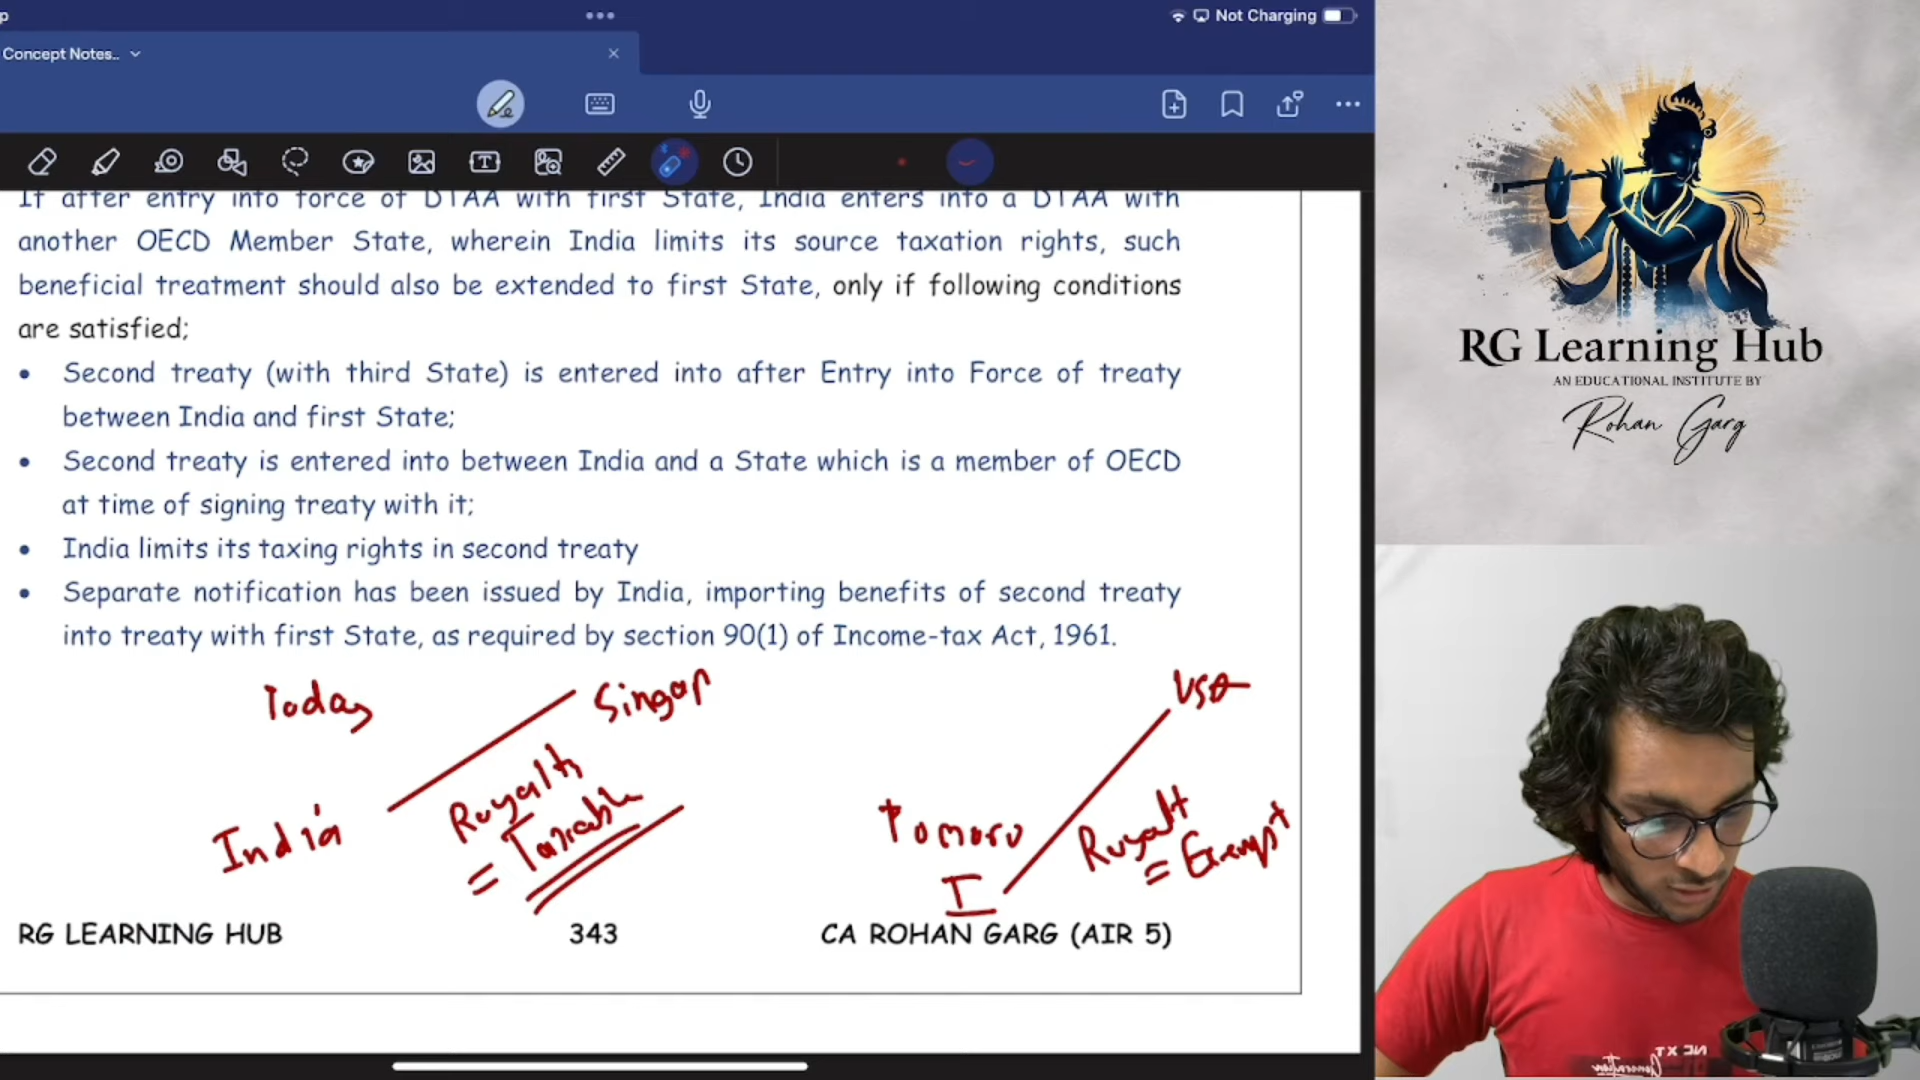 p
Not Charging
Concept Notes..
If after entry into force of DTAA with first State, India enters into a DTAA with
another OECD Member State, wherein India limits its source taxation rights, such
beneficial treatment should also be extended to first State, only if following conditions
are satisfied;
• Second treaty (with third State) is entered into after Entry into Force of treaty
between India and first State;
• Second treaty is entered into between India and a State which is a member of OECD
at time of signing treaty with it;
• India limits its taxing rights in second treaty
• Separate notification has been issued by India, importing benefits of second treaty
into treaty with first State, as required by section 90(1) of Income-tax Act, 1961.
Today
Singap
India
Royalty
= Taxable
USA
Tomoro
I
Royalt
= Exempt
RG LEARNING HUB 343 CA ROHAN GARG (AIR 5)
RG Learning Hub
AN EDUCATIONAL INSTITUTE BY
Rohan Garg